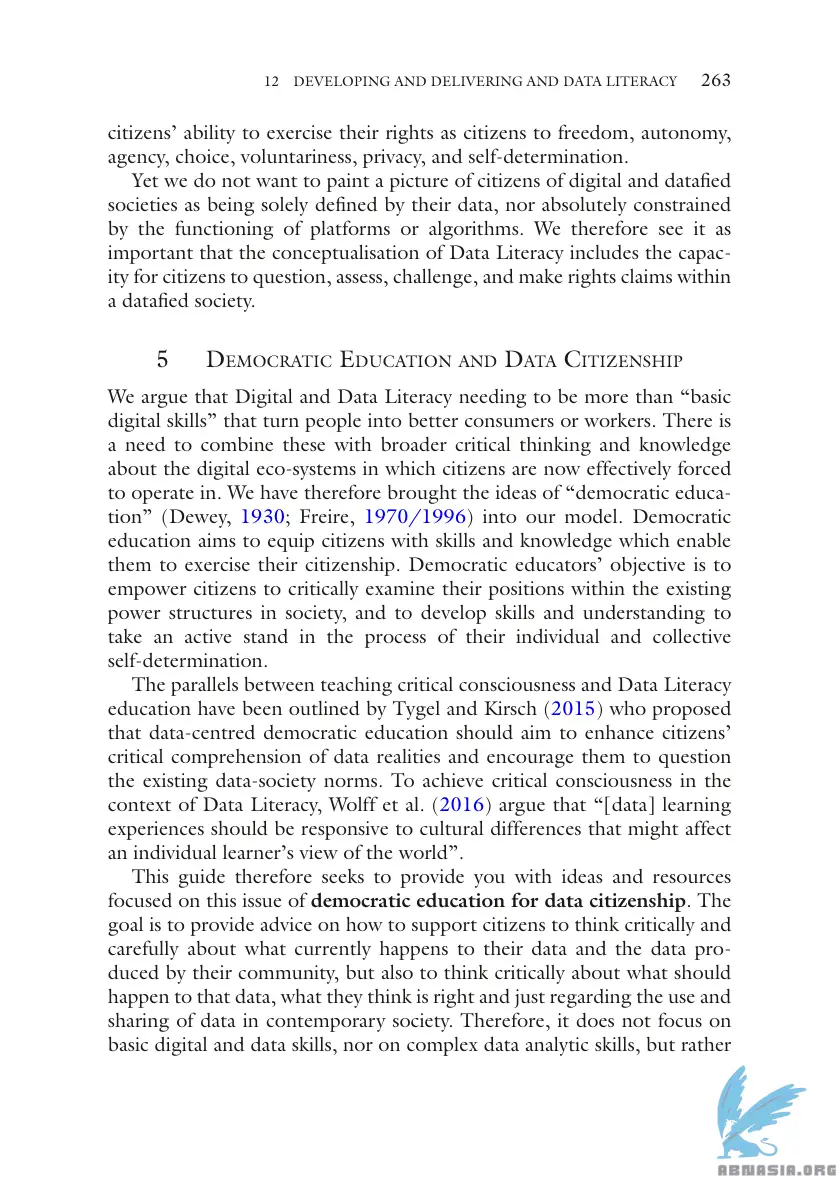 12 DEVELOPING AND DELIVERING AND DATA LITERACY 263
citizens’ ability to exercise their rights as citizens to freedom, autonomy,
agency, choice, voluntariness, privacy, and self-determination.
Yet we do not want to paint a picture of citizens of digital and datafied
societies as being solely defined by their data, nor absolutely constrained
by the functioning of platforms or algorithms. We therefore see it as
important that the conceptualisation of Data Literacy includes the capac-
ity for citizens to question, assess, challenge, and make rights claims within
a datafied society.
5 Democratic Education and Data Citizenship
We argue that Digital and Data Literacy needing to be more than “basic
digital skills” that turn people into better consumers or workers. There is
a need to combine these with broader critical thinking and knowledge
about the digital eco-systems in which citizens are now effectively forced
to operate in. We have therefore brought the ideas of “democratic educa-
tion” (Dewey, 1930; Freire, 1970/1996) into our model. Democratic
education aims to equip citizens with skills and knowledge which enable
them to exercise their citizenship. Democratic educators’ objective is to
empower citizens to critically examine their positions within the existing
power structures in society, and to develop skills and understanding to
take an active stand in the process of their individual and collective
self-determination.
The parallels between teaching critical consciousness and Data Literacy
education have been outlined by Tygel and Kirsch (2015) who proposed
that data-centred democratic education should aim to enhance citizens’
critical comprehension of data realities and encourage them to question
the existing data-society norms. To achieve critical consciousness in the
context of Data Literacy, Wolff et al. (2016) argue that “[data] learning
experiences should be responsive to cultural differences that might affect
an individual learner’s view of the world”.
This guide therefore seeks to provide you with ideas and resources
focused on this issue of democratic education for data citizenship. The
goal is to provide advice on how to support citizens to think critically and
carefully about what currently happens to their data and the data pro-
duced by their community, but also to think critically about what should
happen to that data, what they think is right and just regarding the use and
sharing of data in contemporary society. Therefore, it does not focus on
basic digital and data skills, nor on complex data analytic skills, but rather
ABNASIA.ORG